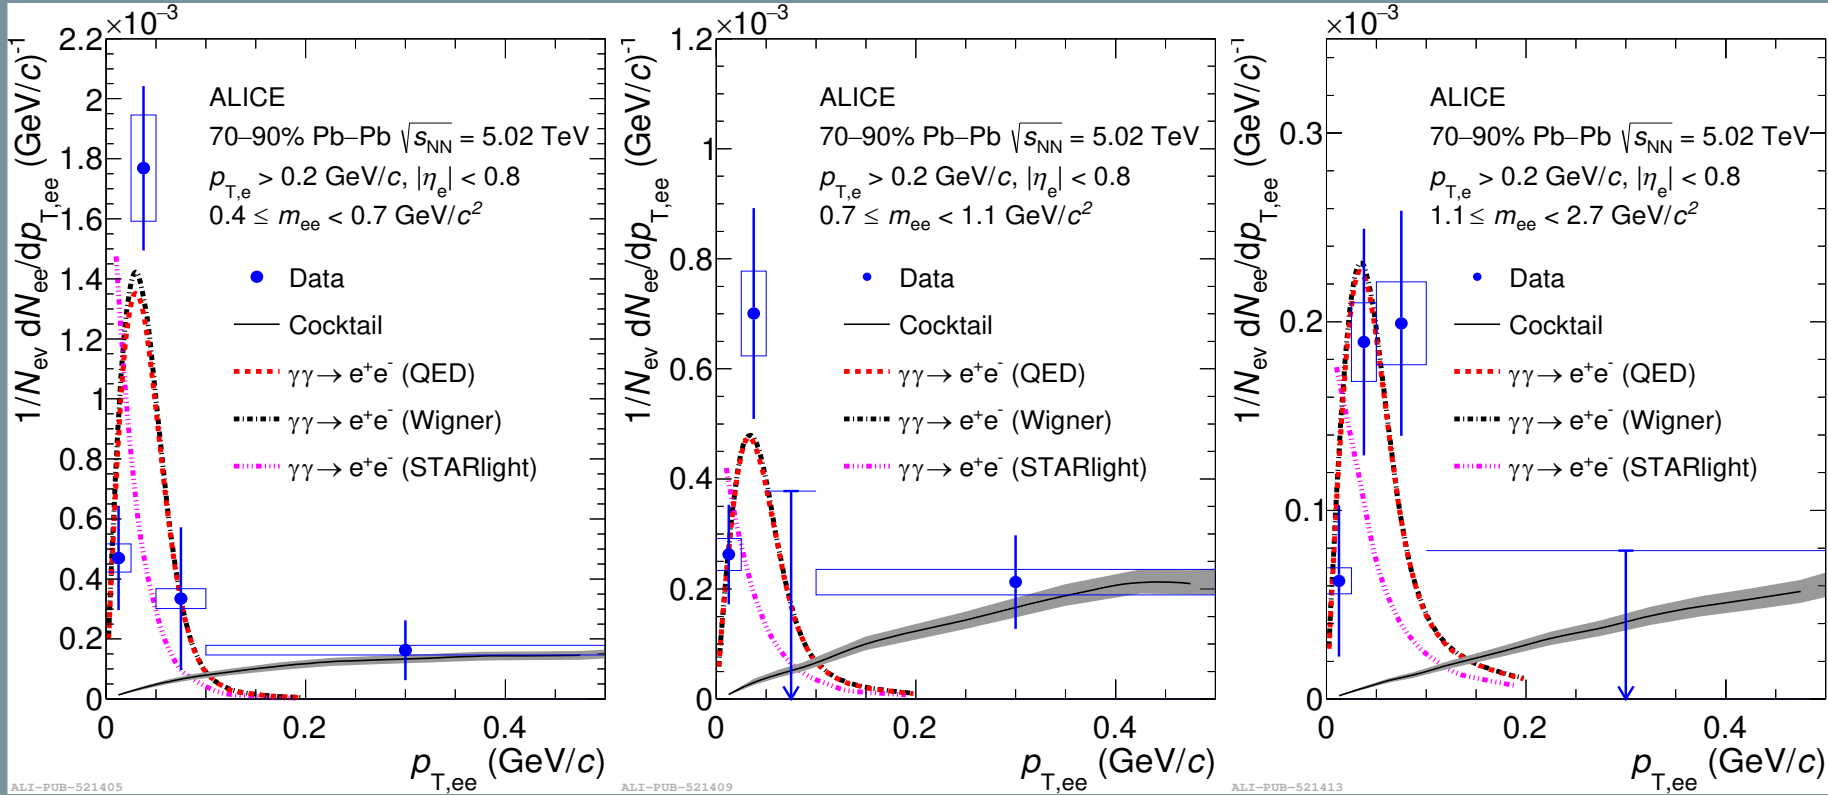 ×10⁻³
1/N_ev dN_ee/dp_T,ee (GeV/c)⁻¹
2.2
2
1.8
1.6
1.4
1.2
1
0.8
0.6
0.4
0.2
0
ALICE
70–90% Pb–Pb √s_NN = 5.02 TeV
p_T,e > 0.2 GeV/c, |η_e| < 0.8
0.4 ≤ m_ee < 0.7 GeV/c²
Data
Cocktail
γγ→ e⁺e⁻ (QED)
γγ→ e⁺e⁻ (Wigner)
γγ→ e⁺e⁻ (STARlight)
0
0.2
0.4
p_T,ee (GeV/c)
ALI-PUB-521405
×10⁻³
1/N_ev dN_ee/dp_T,ee (GeV/c)⁻¹
1.2
1
0.8
0.6
0.4
0.2
0
ALICE
70–90% Pb–Pb √s_NN = 5.02 TeV
p_T,e > 0.2 GeV/c, |η_e| < 0.8
0.7 ≤ m_ee < 1.1 GeV/c²
Data
Cocktail
γγ→ e⁺e⁻ (QED)
γγ→ e⁺e⁻ (Wigner)
γγ→ e⁺e⁻ (STARlight)
0
0.2
0.4
p_T,ee (GeV/c)
ALI-PUB-521409
×10⁻³
1/N_ev dN_ee/dp_T,ee (GeV/c)⁻¹
0.3
0.2
0.1
0
ALICE
70–90% Pb–Pb √s_NN = 5.02 TeV
p_T,e > 0.2 GeV/c, |η_e| < 0.8
1.1 ≤ m_ee < 2.7 GeV/c²
Data
Cocktail
γγ→ e⁺e⁻ (QED)
γγ→ e⁺e⁻ (Wigner)
γγ→ e⁺e⁻ (STARlight)
0
0.2
0.4
p_T,ee (GeV/c)
ALI-PUB-521413